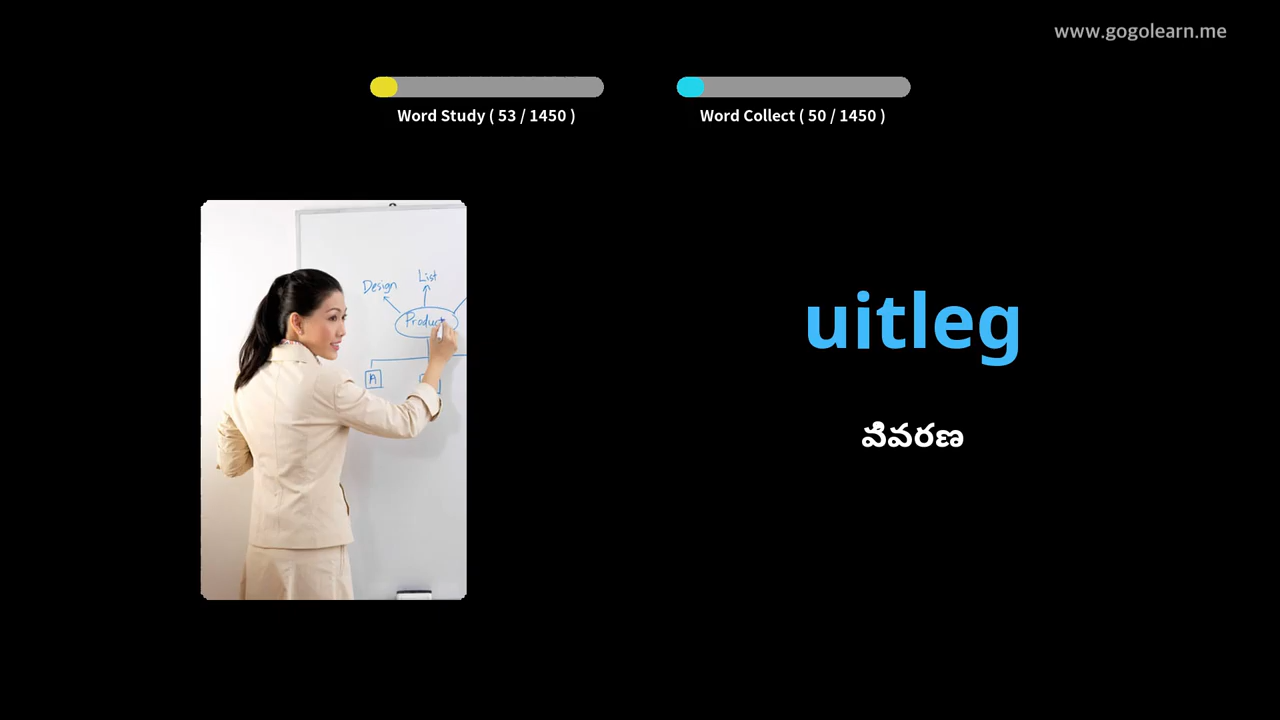 www.gogolearn.me
Word Study ( 53 / 1450 )
Word Collect ( 50 / 1450 )
Design
List
Product
A
uitleg
వివరణ